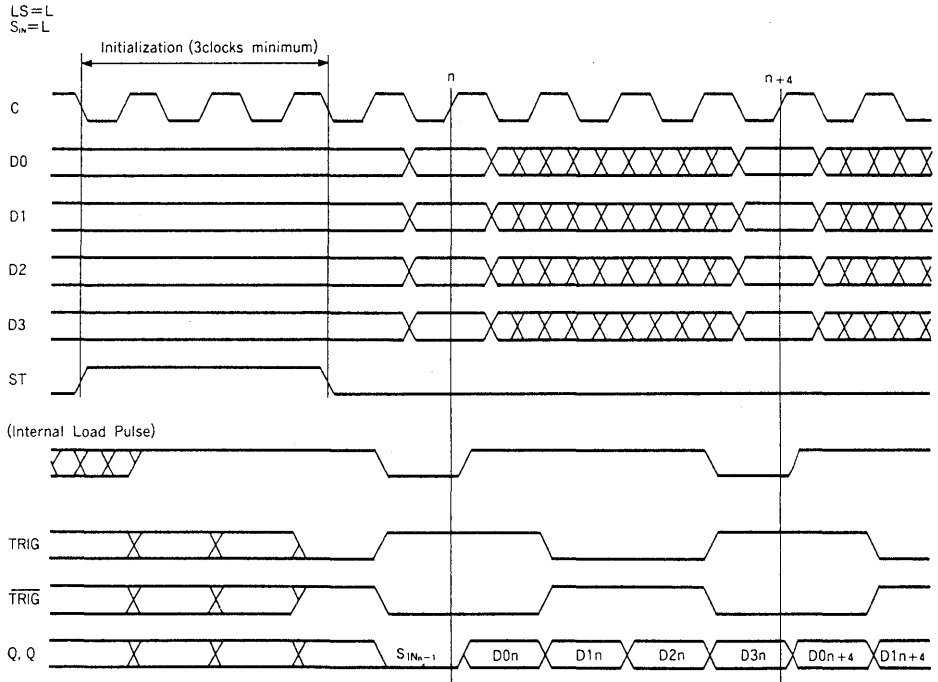 LS=L
SIN=L
Initialization (3clocks minimum)
n
n+4
C
D0
D1
D2
D3
ST
(Internal Load Pulse)
TRIG
TRIG
Q, Q
SINn-1
D0n
D1n
D2n
D3n
D0n+4
D1n+4